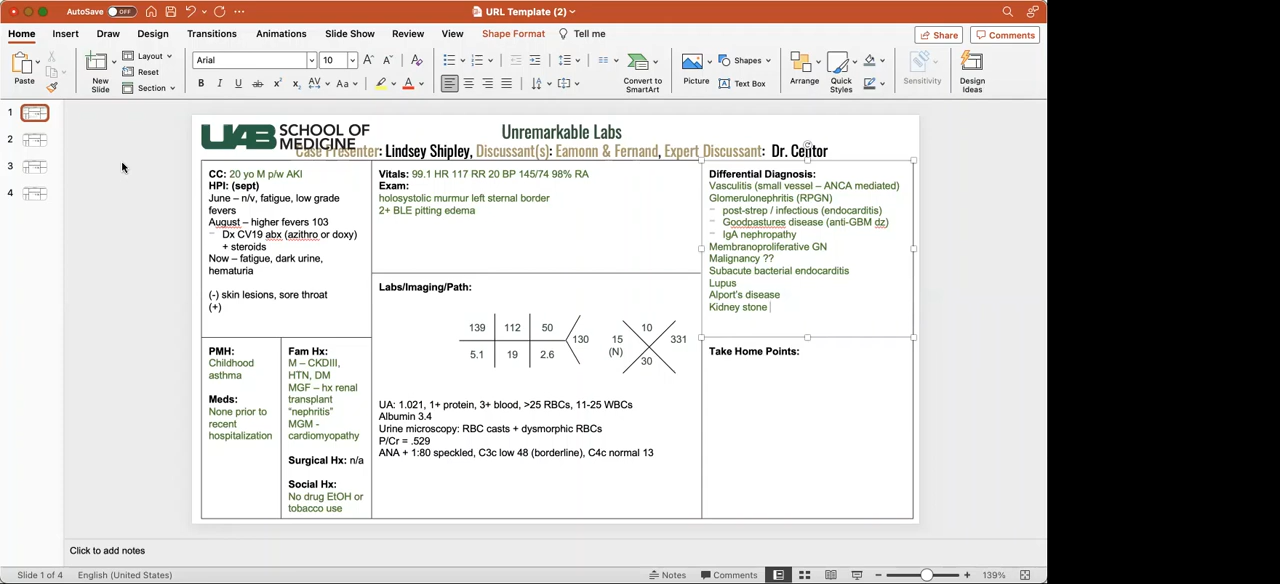 AutoSave OFF
URL Template (2)
Home Insert Draw Design Transitions Animations Slide Show Review View Shape Format Tell me
Share Comments
Paste
New
Slide
Layout
Reset
Section
Arial
10
B I U ab x² x₂ AV Aa A
Convert to
SmartArt
Picture
Shapes
Text Box
Arrange
Quick
Styles
Sensitivity
Design
Ideas
1
2
3
4
UAB SCHOOL OF
MEDICINE
Unremarkable Labs
Case Presenter: Lindsey Shipley, Discussant(s): Eamonn & Fernand, Expert Discussant: Dr. Centor
CC: 20 yo M p/w AKI
HPI: (sept)
June – n/v, fatigue, low grade
fevers
August – higher fevers 103
– Dx CV19 abx (azithro or doxy)
+ steroids
Now – fatigue, dark urine,
hematuria
(-) skin lesions, sore throat
(+)
PMH:
Childhood
asthma
Meds:
None prior to
recent
hospitalization
Fam Hx:
M – CKDIII,
HTN, DM
MGF – hx renal
transplant
“nephritis”
MGM -
cardiomyopathy
Surgical Hx: n/a
Social Hx:
No drug EtOH or
tobacco use
Vitals: 99.1 HR 117 RR 20 BP 145/74 98% RA
Exam:
holosystolic murmur left sternal border
2+ BLE pitting edema
Labs/Imaging/Path:
139 112 50
130
5.1 19 2.6
10
15
(N)
331
30
UA: 1.021, 1+ protein, 3+ blood, >25 RBCs, 11-25 WBCs
Albumin 3.4
Urine microscopy: RBC casts + dysmorphic RBCs
P/Cr = .529
ANA + 1:80 speckled, C3c low 48 (borderline), C4c normal 13
Differential Diagnosis:
Vasculitis (small vessel – ANCA mediated)
Glomerulonephritis (RPGN)
– post-strep / infectious (endocarditis)
– Goodpastures disease (anti-GBM dz)
– IgA nephropathy
Membranoproliferative GN
Malignancy ??
Subacute bacterial endocarditis
Lupus
Alport's disease
Kidney stone
Take Home Points:
Click to add notes
Slide 1 of 4 English (United States)
Notes Comments 139%